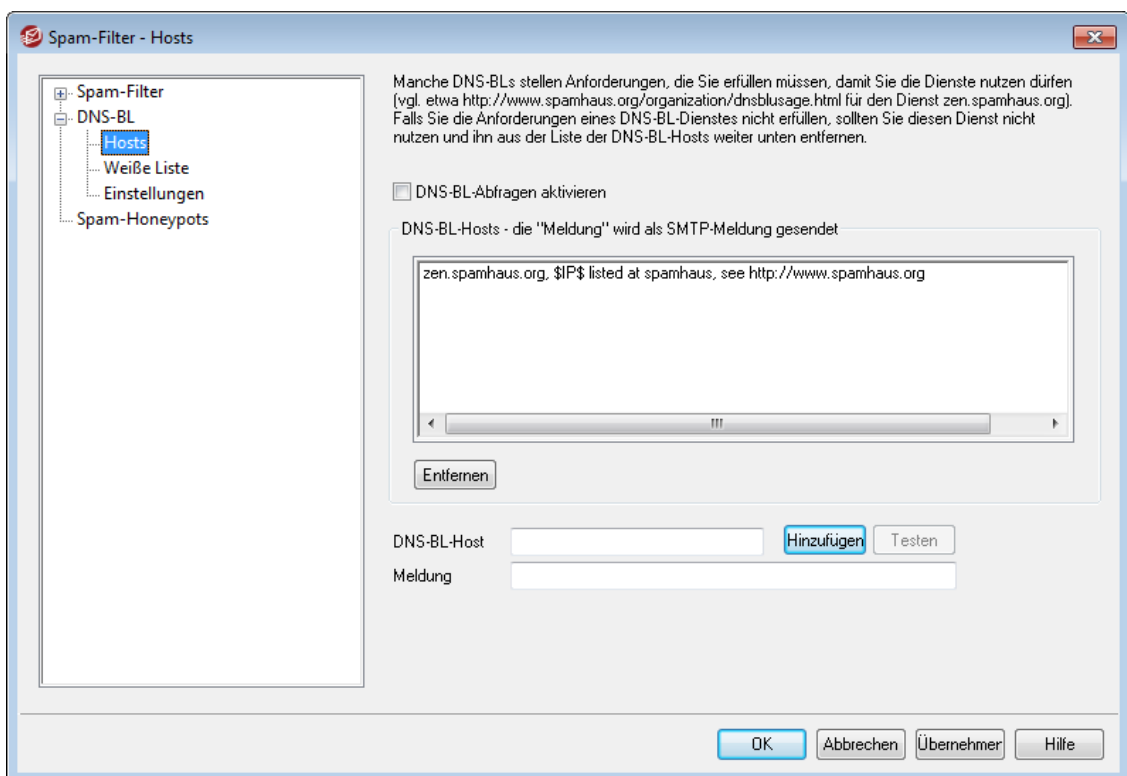 Spam-Filter - Hosts
Spam-Filter
DNS-BL
Hosts
Weiße Liste
Einstellungen
Spam-Honeypots
Manche DNS-BLs stellen Anforderungen, die Sie erfüllen müssen, damit Sie die Dienste nutzen dürfen
(vgl. etwa http://www.spamhaus.org/organization/dnsblusage.html für den Dienst zen.spamhaus.org).
Falls Sie die Anforderungen eines DNS-BL-Dienstes nicht erfüllen, sollten Sie diesen Dienst nicht
nutzen und ihn aus der Liste der DNS-BL-Hosts weiter unten entfernen.
DNS-BL-Abfragen aktivieren
DNS-BL-Hosts - die "Meldung" wird als SMTP-Meldung gesendet
zen.spamhaus.org, $IP$ listed at spamhaus, see http://www.spamhaus.org
Entfernen
DNS-BL-Host
Hinzufügen
Testen
Meldung
OK
Abbrechen
Übernehmer
Hilfe